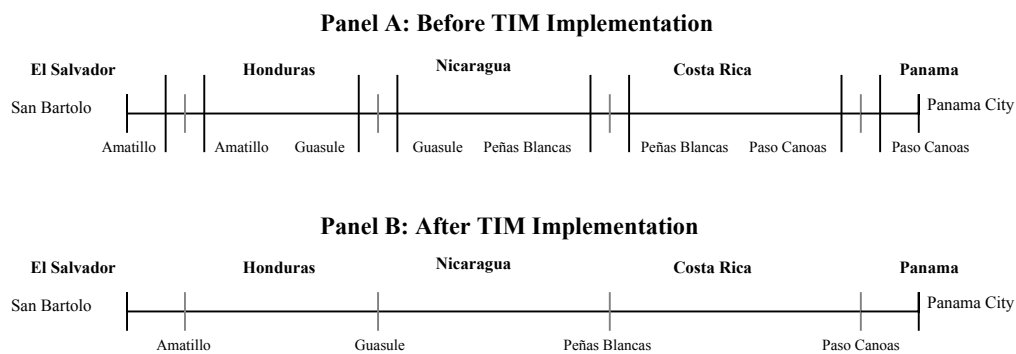 Panel A: Before TIM Implementation
El Salvador Honduras Nicaragua Costa Rica Panama
San Bartolo Panama City
Amatillo Amatillo Guasule Guasule Peñas Blancas Peñas Blancas Paso Canoas Paso Canoas
Panel B: After TIM Implementation
El Salvador Honduras Nicaragua Costa Rica Panama
San Bartolo Panama City
Amatillo Guasule Peñas Blancas Paso Canoas